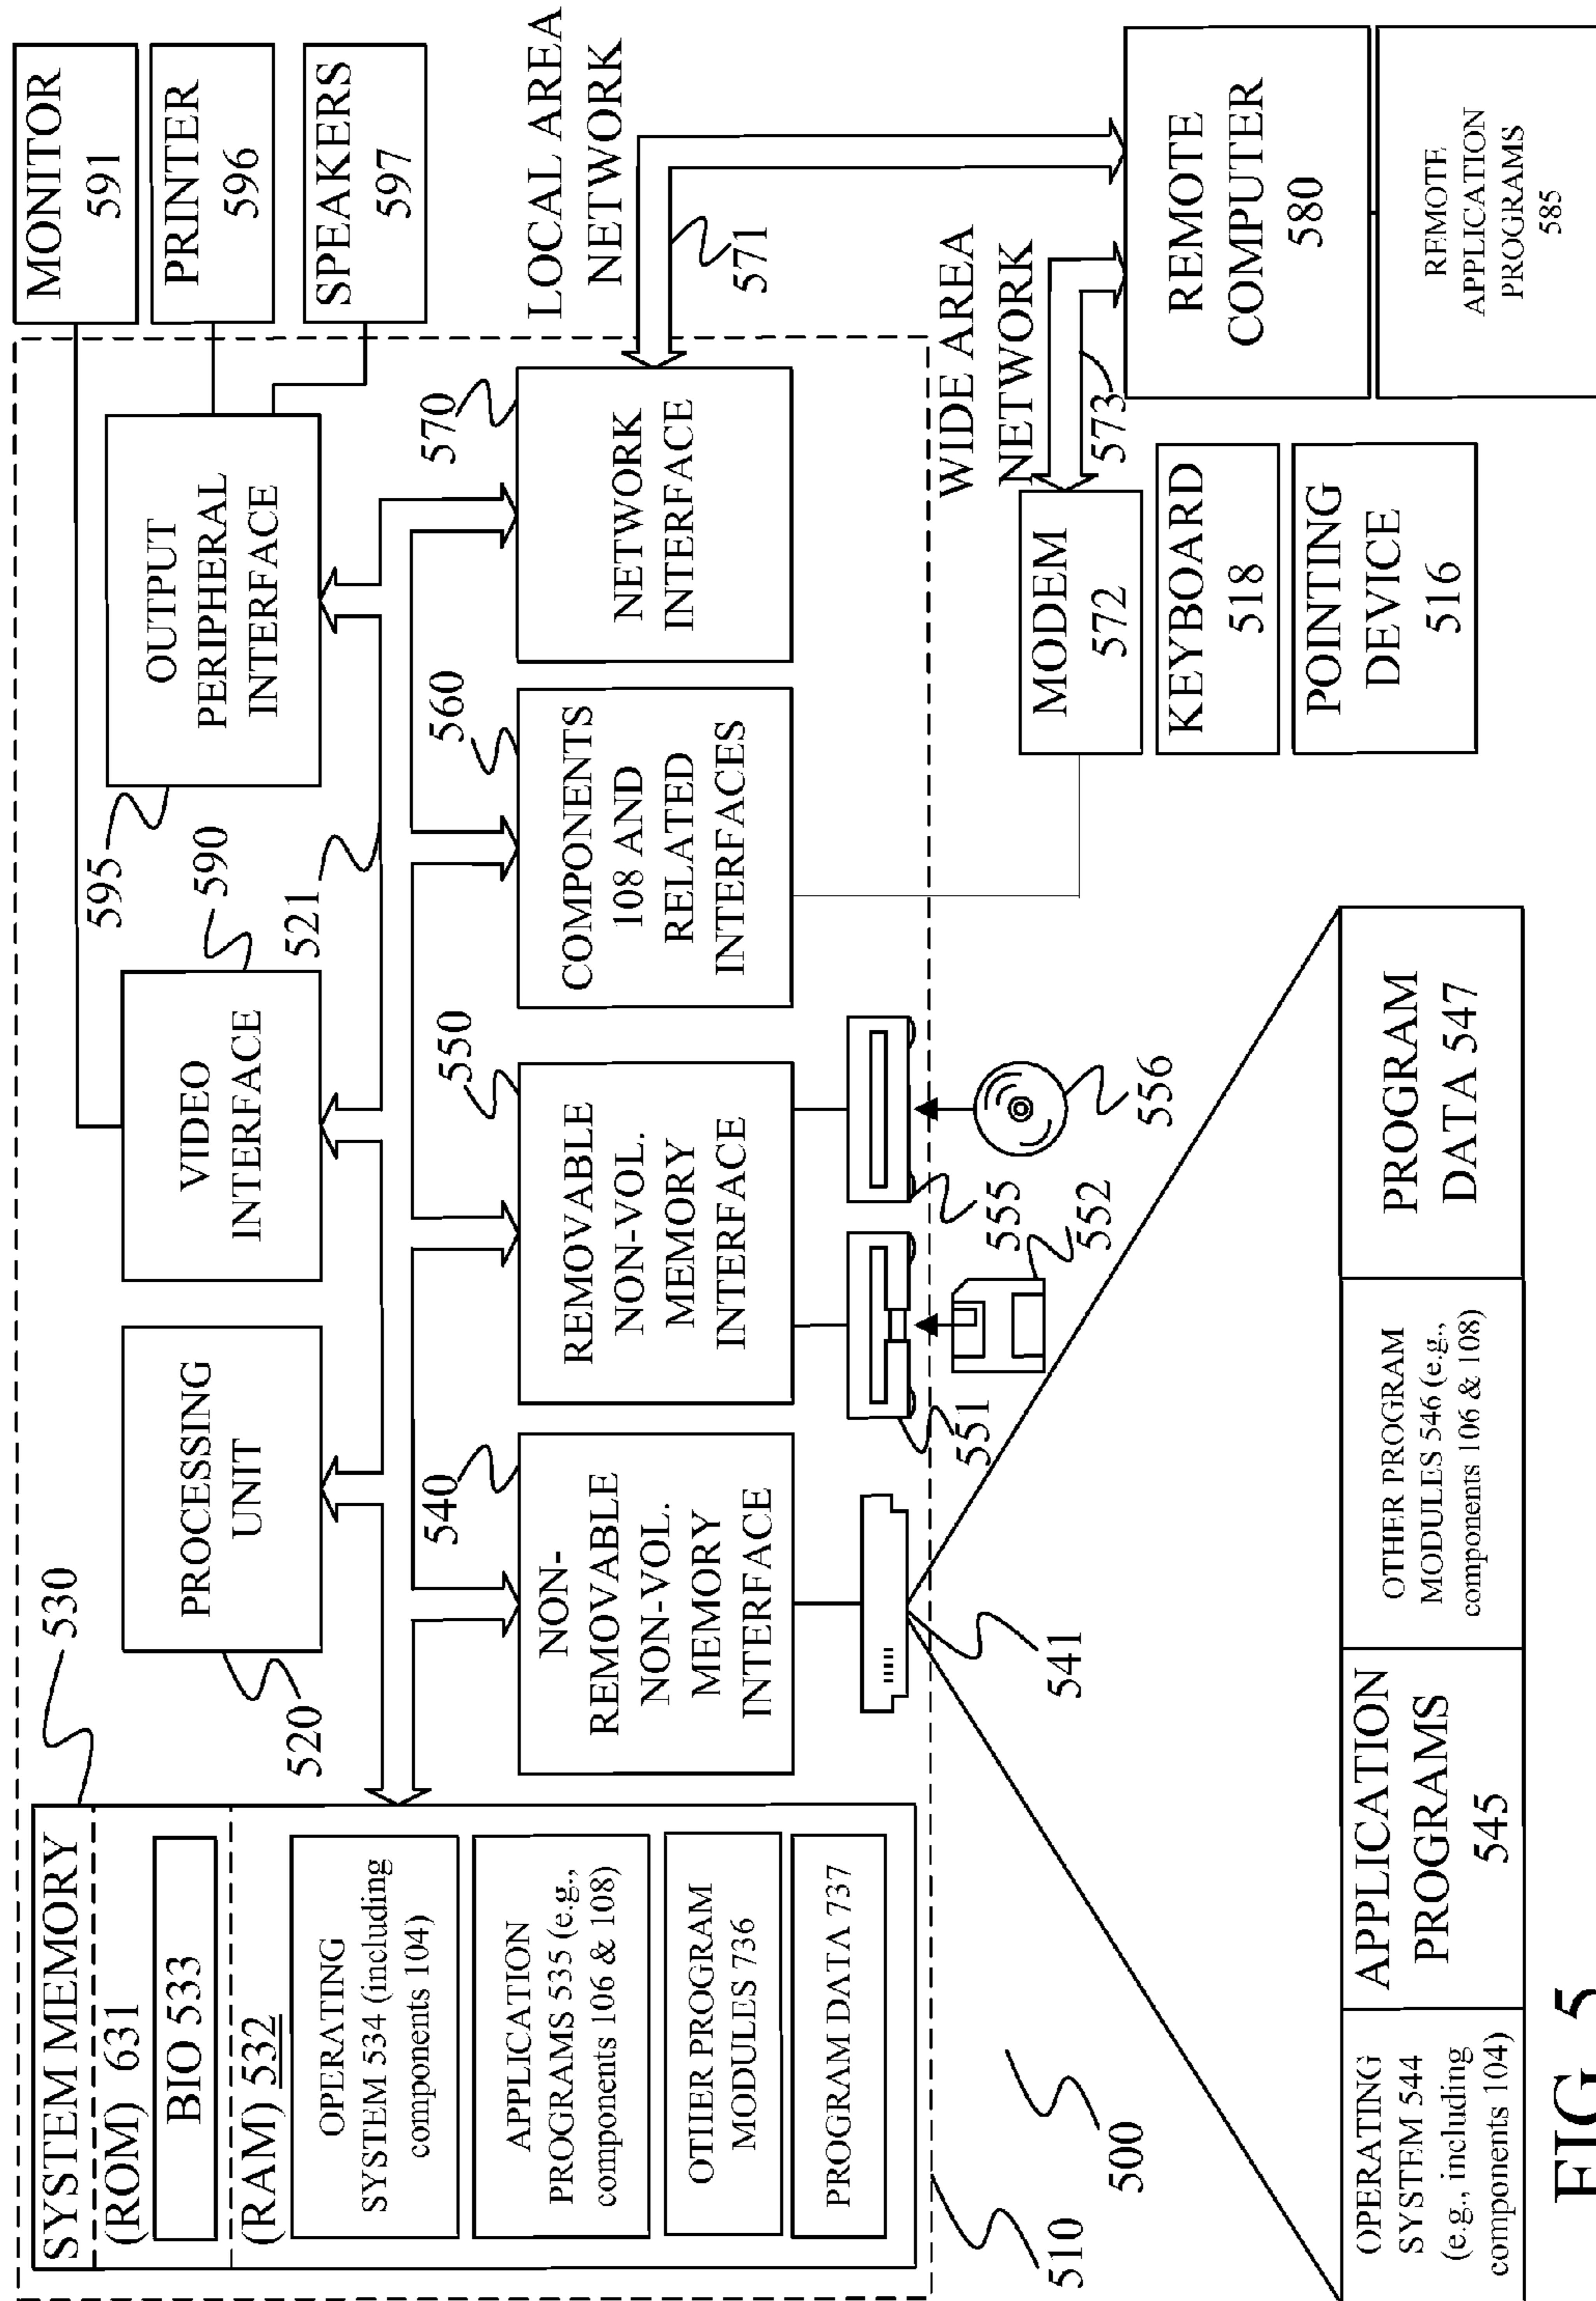 SYSTEM MEMORY
(ROM) 631
BIO 533
(RAM) 532
OPERATING
SYSTEM 534 (including
components 104)
APPLICATION
PROGRAMS 535 (e.g.,
components 106 & 108)
OTHER PROGRAM
MODULES 736
PROGRAM DATA 737
530
PROCESSING
UNIT
520
VIDEO
INTERFACE
590
521
OUTPUT
PERIPHERAL
INTERFACE
595
MONITOR
591
PRINTER
596
SPEAKERS
597
NON-
REMOVABLE
NON-VOL.
MEMORY
INTERFACE
540
REMOVABLE
NON-VOL.
MEMORY
INTERFACE
550
COMPONENTS
108 AND
RELATED
INTERFACES
560
NETWORK
INTERFACE
570
LOCAL AREA
NETWORK
571
541
551
552
555
556
WIDE AREA
NETWORK
573
MODEM
572
KEYBOARD
518
POINTING
DEVICE
516
REMOTE
COMPUTER
580
REMOTE
APPLICATION
PROGRAMS
585
510
500
OPERATING
SYSTEM 544
(e.g., including
components 104)
APPLICATION
PROGRAMS
545
OTHER PROGRAM
MODULES 546 (e.g.,
components 106 & 108)
PROGRAM
DATA 547
FIG. 5